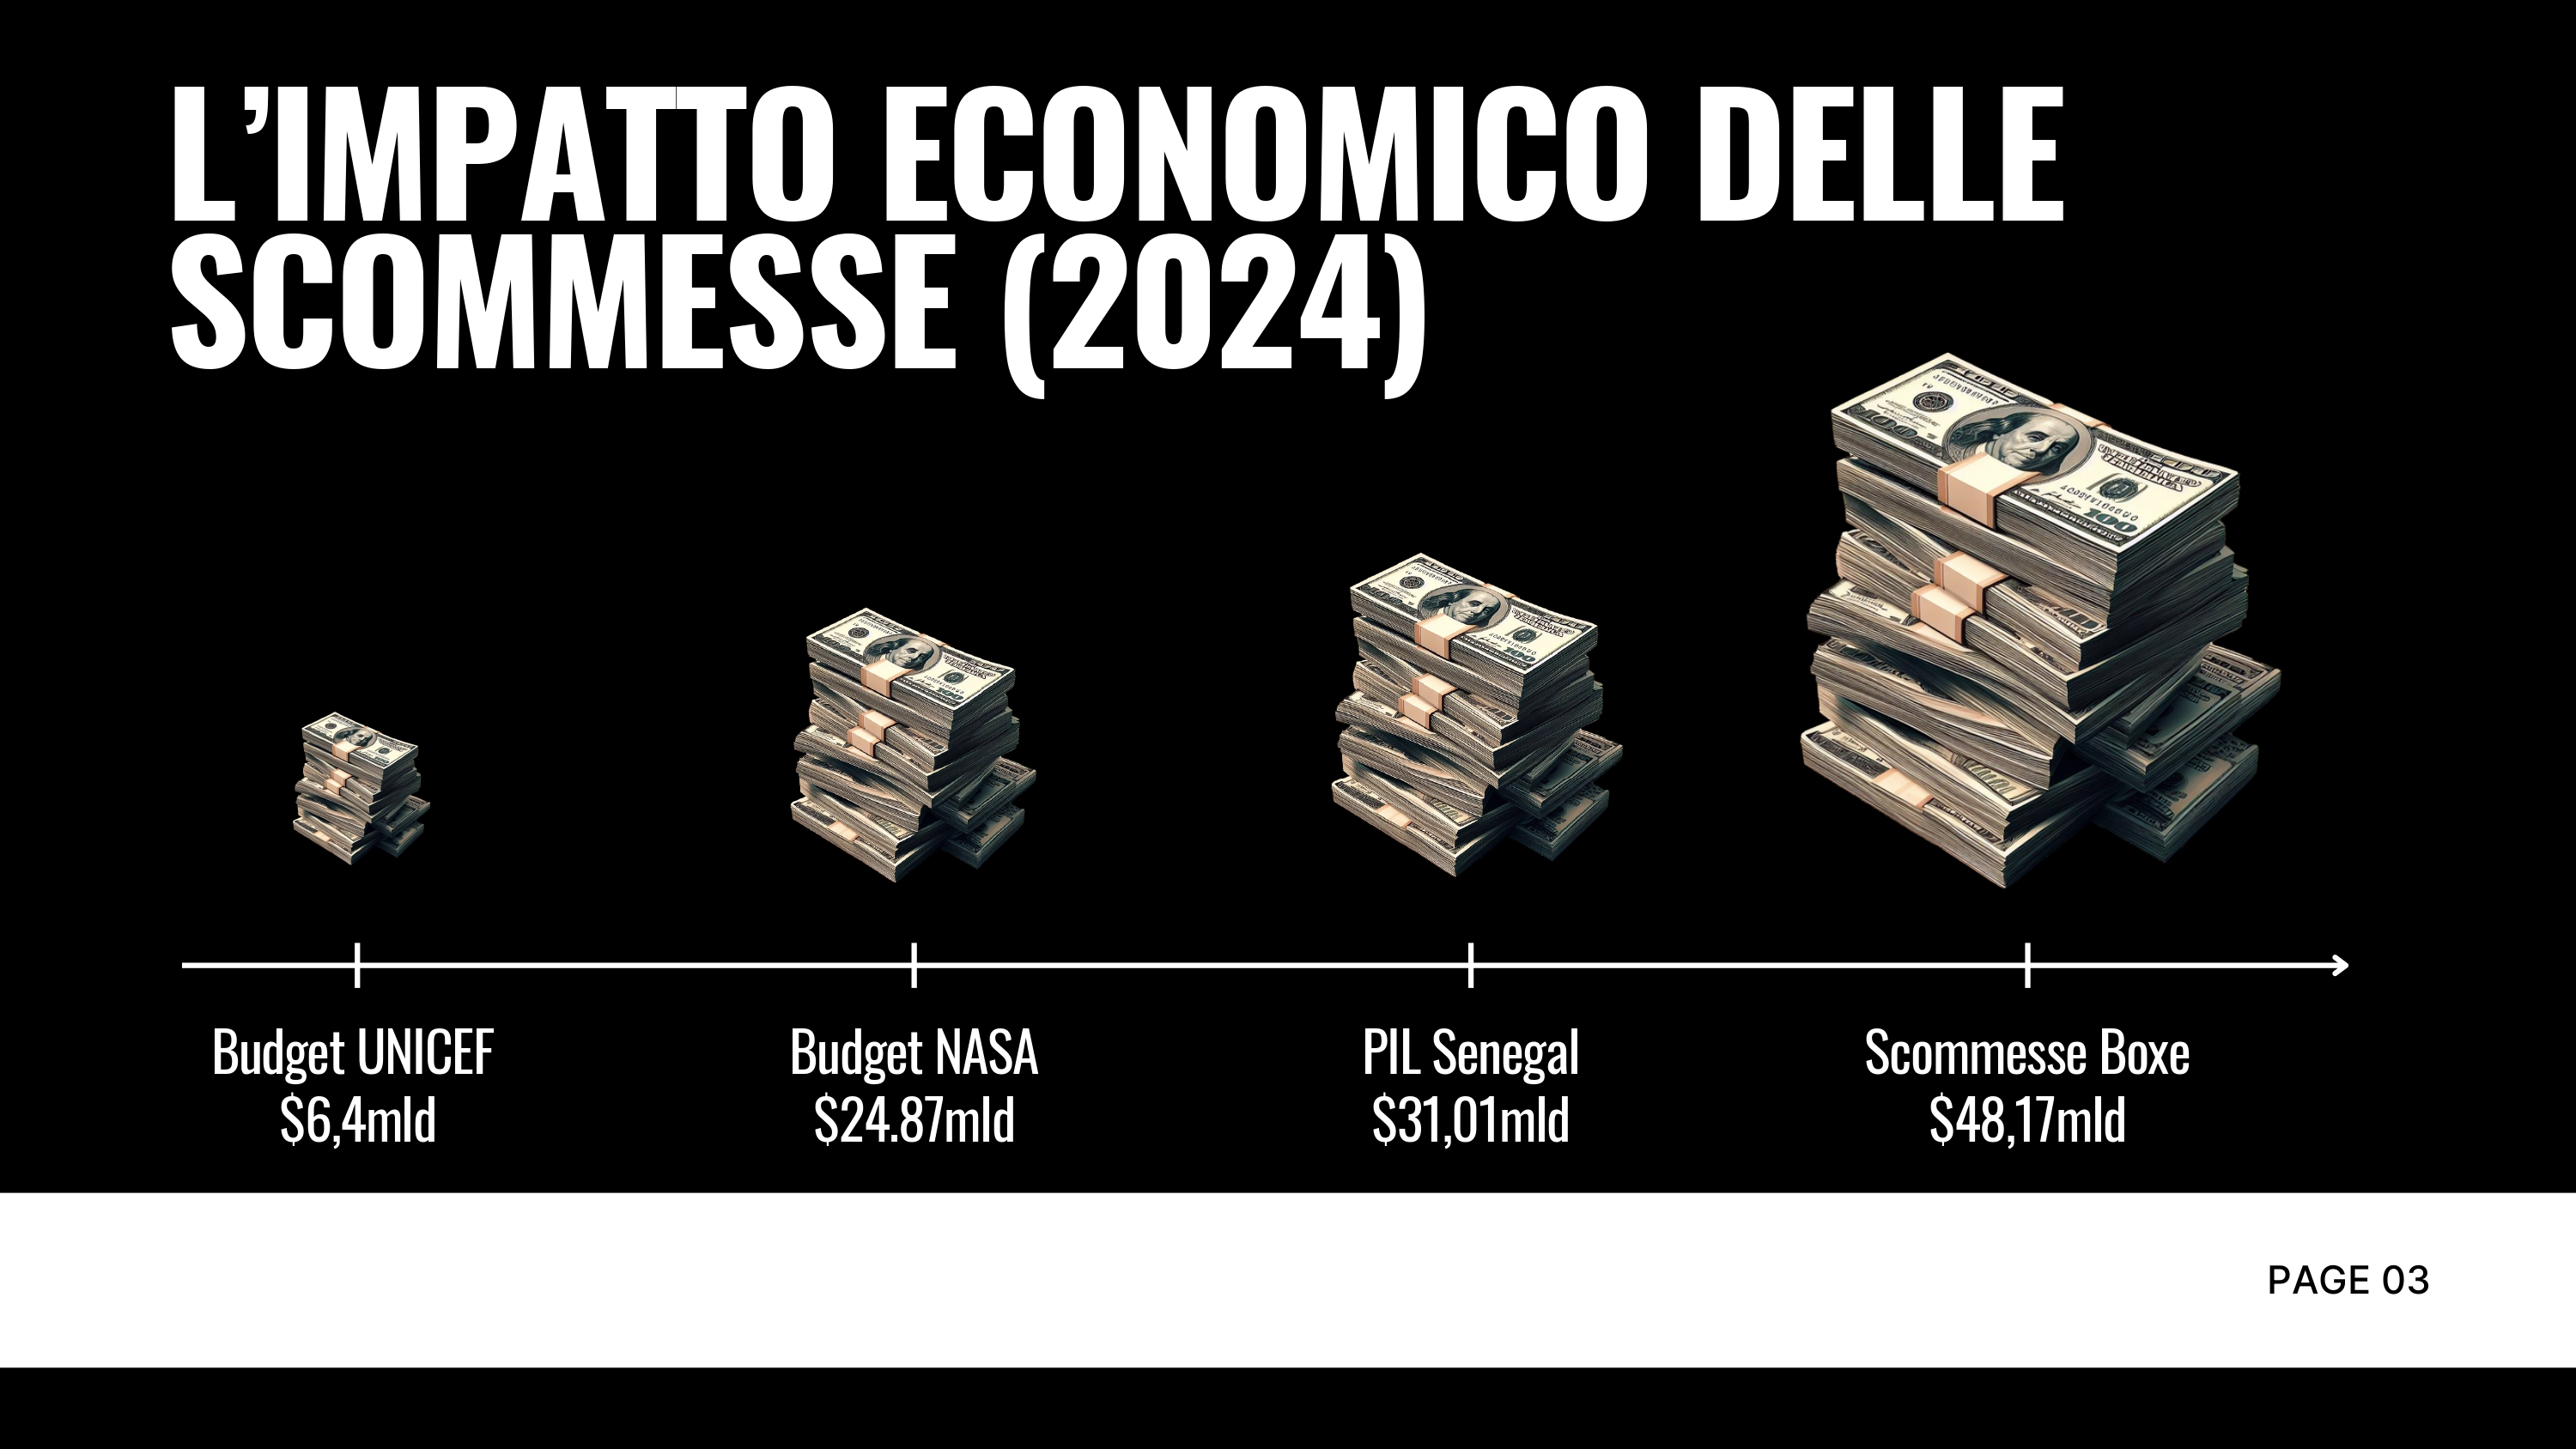 L’IMPATTO ECONOMICO DELLE
SCOMMESSE (2024)
Budget UNICEF
$6,4mld
Budget NASA
$24.87mld
PIL Senegal
$31,01mld
Scommesse Boxe
$48,17mld
PAGE 03